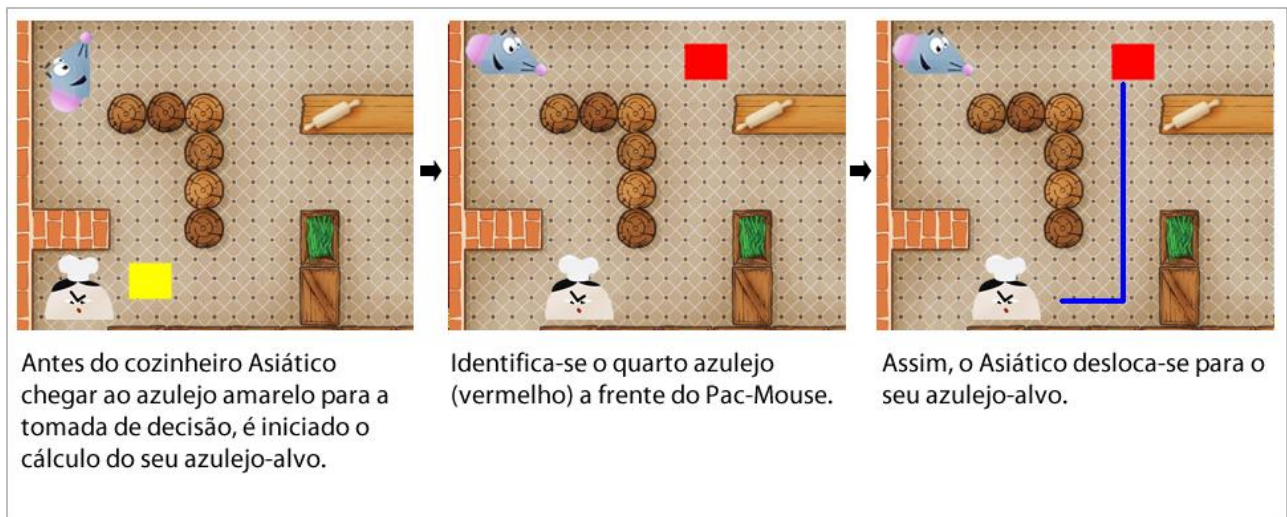 Antes do cozinheiro Asiático
chegar ao azulejo amarelo para a
tomada de decisão, é iniciado o
cálculo do seu azulejo-alvo.
Identifica-se o quarto azulejo
(vermelho) a frente do Pac-Mouse.
Assim, o Asiático desloca-se para o
seu azulejo-alvo.